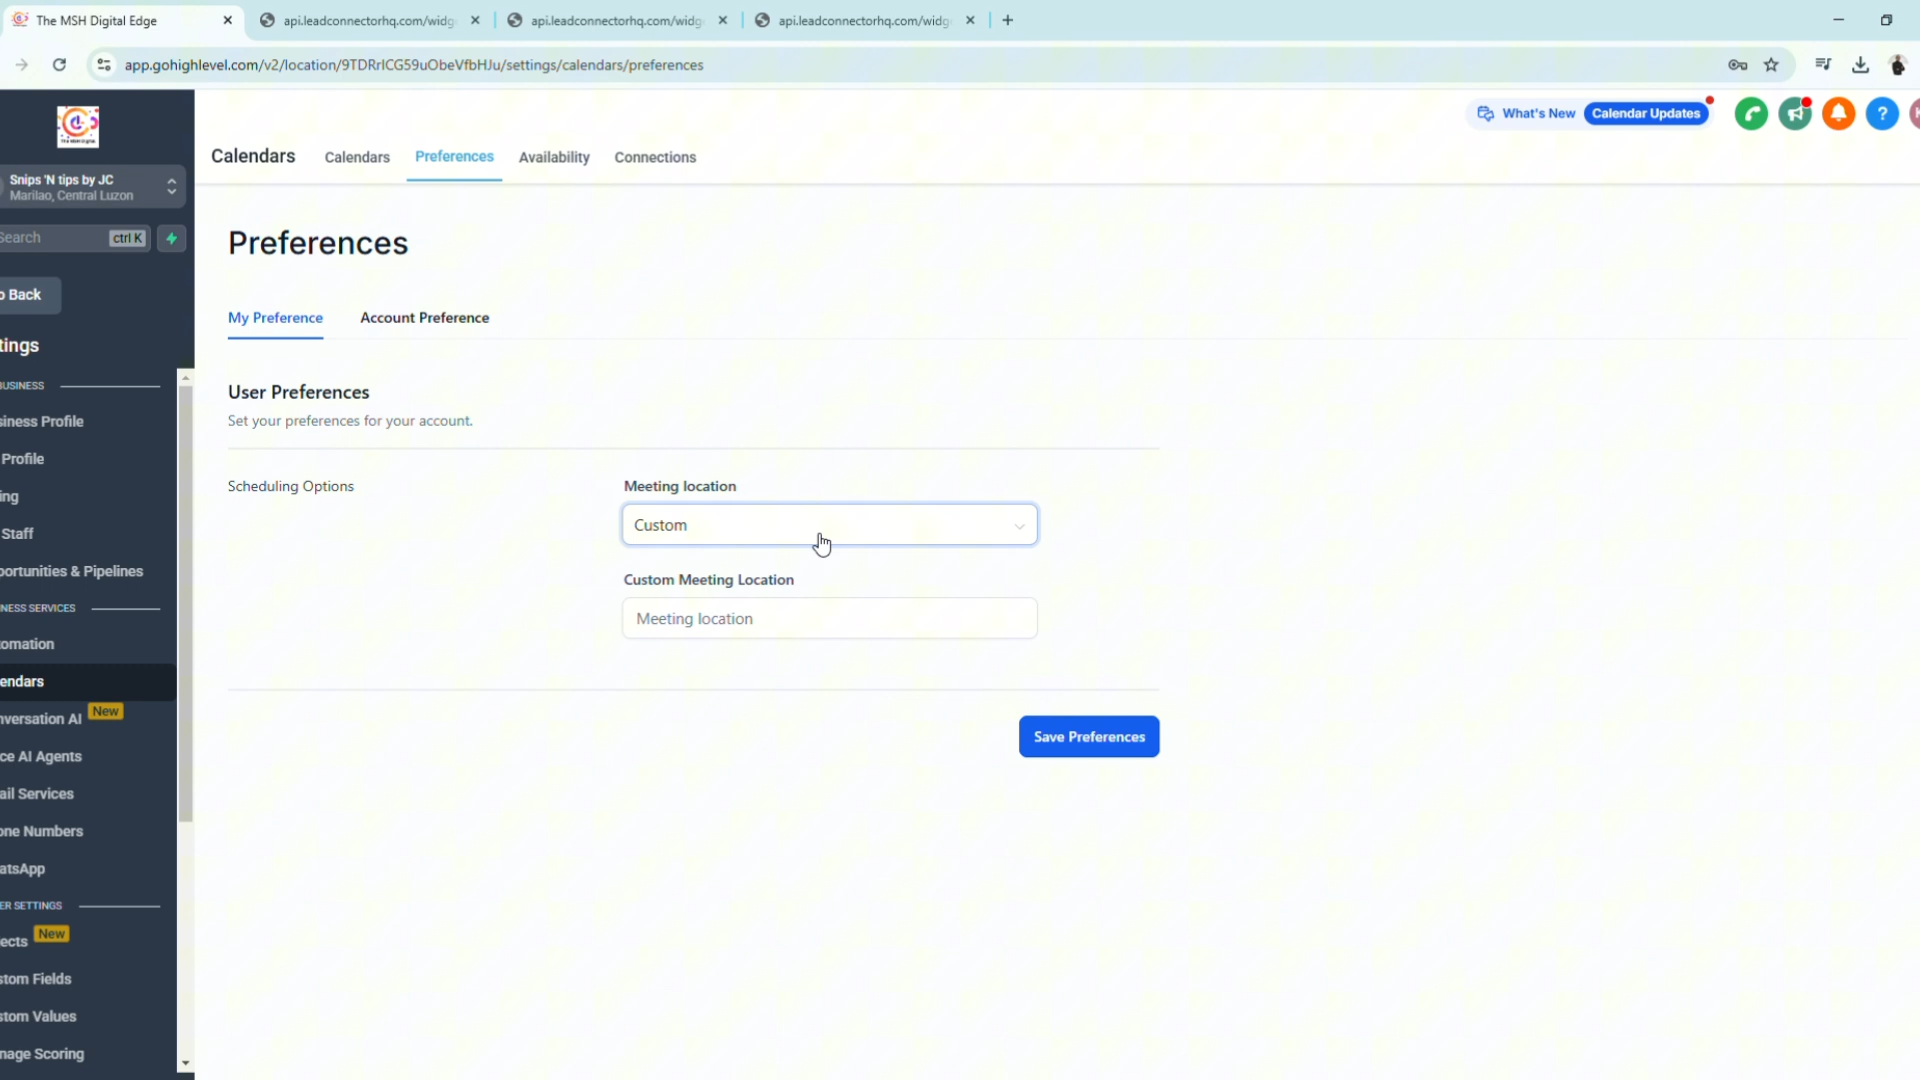 The MSH Digital Edge
api.leadconnectorhq.com/widg
api.leadconnectorhq.com/widg
api.leadconnectorhq.com/widg
app.gohighlevel.com/v2/location/9TDRrlCG59uObeVfbHJu/settings/calendars/preferences
What's New
Calendar Updates
Snips 'N tips by JC
Marilao, Central Luzon
Search
ctrl K
o Back
tings
BUSINESS
siness Profile
Profile
ing
Staff
portunities & Pipelines
NESS SERVICES
tomation
endars
nversation AI New
ce AI Agents
ail Services
one Numbers
atsApp
ER SETTINGS
ects New
stom Fields
stom Values
nage Scoring
Calendars
Calendars
Preferences
Availability
Connections
Preferences
My Preference
Account Preference
User Preferences
Set your preferences for your account.
Scheduling Options
Meeting location
Custom
Custom Meeting Location
Meeting location
Save Preferences